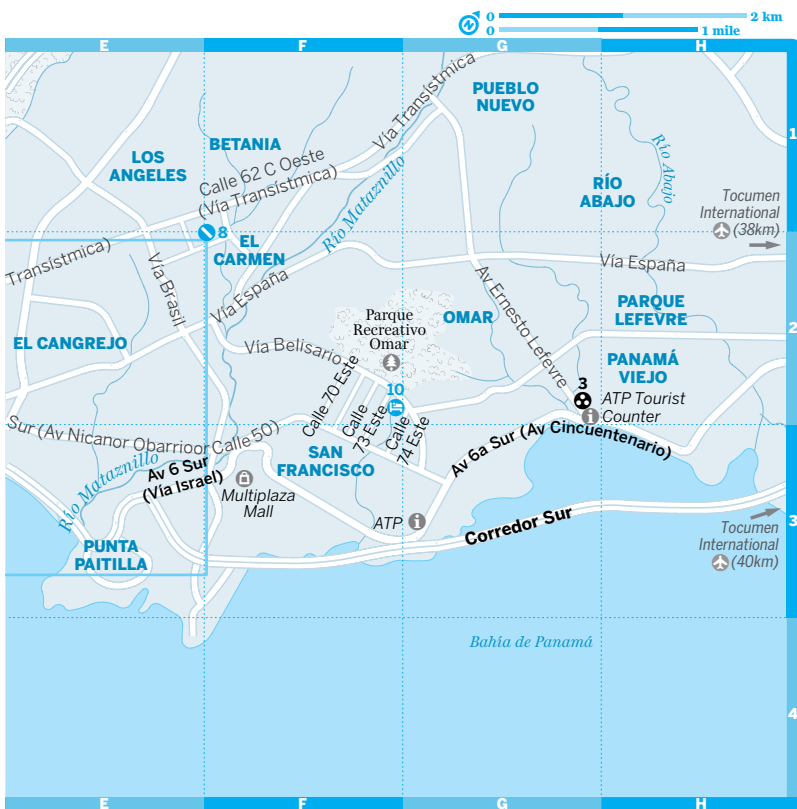 0 2 km
0 1 mile
E F G H
PUEBLO
NUEVO
Vía Transístmica
1
BETANIA
LOS
ANGELES
Calle 62 C Oeste
(Vía Transístmica)
Río Mataznillo
Río Abajo
RÍO
ABAJO
Tocumen
International
(38km)
8
EL
CARMEN
Transístmica)
Vía Brasil
Vía España
Vía España
Av Ernesto Lefevre
PARQUE
LEFEVRE
Parque
Recreativo
Omar
OMAR
2
EL CANGREJO
Vía Belisario
PANAMÁ
VIEJO
3
10
ATP Tourist
Counter
Calle 70 Este
Calle
73 Este
Calle
74 Este
Sur (Av Nicanor Obarrioor Calle 50)
Av 6a Sur (Av Cincuentenario)
SAN
FRANCISCO
Río Mataznillo
Av 6 Sur
(Vía Israel)
Multiplaza
Mall
ATP
Corredor Sur
3
Tocumen
International
(40km)
PUNTA
PAITILLA
Bahía de Panamá
4
E F G H